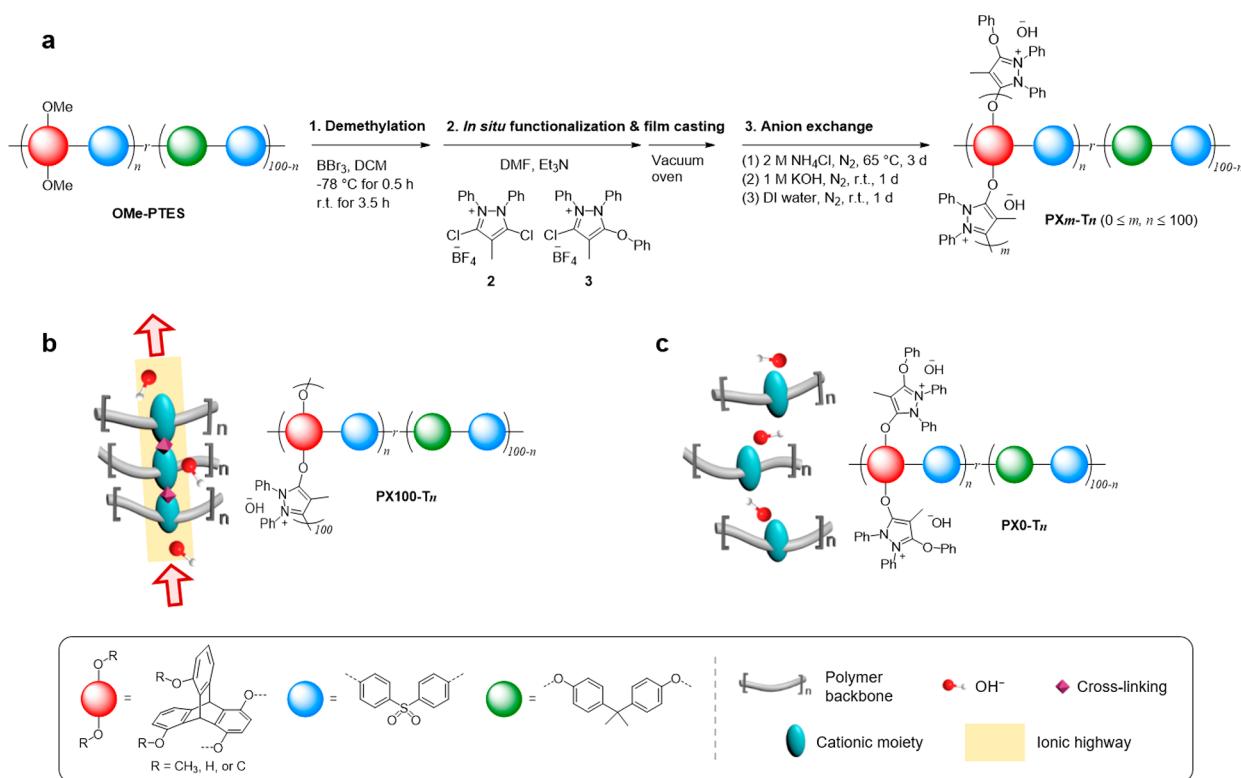 a
OMe
OMe
n
r
100-n
OMe-PTES
1. Demethylation
BBr3, DCM
-78 °C for 0.5 h
r.t. for 3.5 h
2. In situ functionalization & film casting
DMF, Et3N
Vacuum
oven
Ph
Ph
N
N
+
Cl
Cl
BF4
−
2
Ph
Ph
N
N
+
Cl
O
Ph
BF4
−
3
3. Anion exchange
(1) 2 M NH4Cl, N2, 65 °C, 3 d
(2) 1 M KOH, N2, r.t., 1 d
(3) DI water, N2, r.t., 1 d
Ph
O
OH
−
Ph
N
+
N
Ph
O
n
r
100-n
O
OH
−
Ph
N
N
Ph
+
m
PXm-Tn (0 ≤ m, n ≤ 100)
b
n
n
n
O
n
r
100-n
O
Ph
N
OH
−
Ph
N
+
100
PX100-Tn
c
n
n
n
Ph
O
OH
−
Ph
N
+
N
Ph
O
n
r
100-n
O
OH
−
Ph
N
N
Ph
+
O
Ph
PX0-Tn
R
O
=
O
R
R
O
O
R
O
O
R = CH3, H, or C
=
S
O
O
=
O
O
n
Polymer
backbone
OH−
Cross-linking
Cationic moiety
Ionic highway